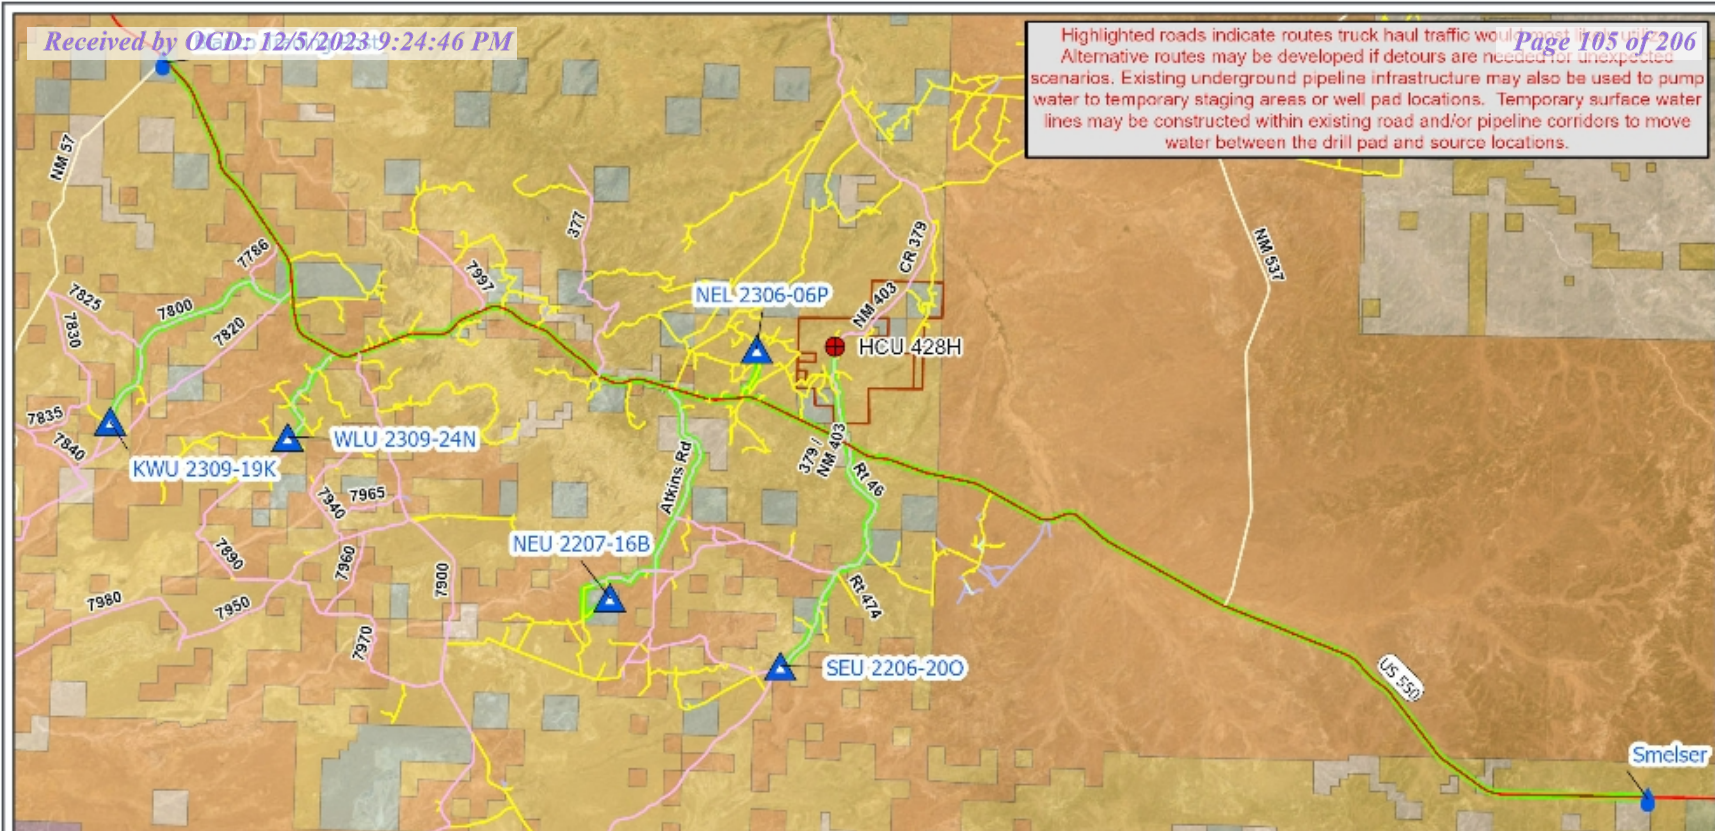 Received by OCD: 12/5/2023 9:24:46 PM
Page 105 of 206
Highlighted roads indicate routes truck haul traffic would most likely utilize.
Alternative routes may be developed if detours are needed for unexpected
scenarios. Existing underground pipeline infrastructure may also be used to pump
water to temporary staging areas or well pad locations. Temporary surface water
lines may be constructed within existing road and/or pipeline corridors to move
water between the drill pad and source locations.
NM 57
377
CR 379
NM 537
7786
7997
7825
7800
NEL 2306-06P
NM 403
7830
7820
HCU 428H
7835
7840
WLU 2309-24N
KWU 2309-19K
379 /
NM 403
Atkins Rd
Rt 46
7965
7940
NEU 2207-16B
7890
7960
7900
Rt 474
7980
7950
7970
SEU 2206-20O
US 550
Smelser